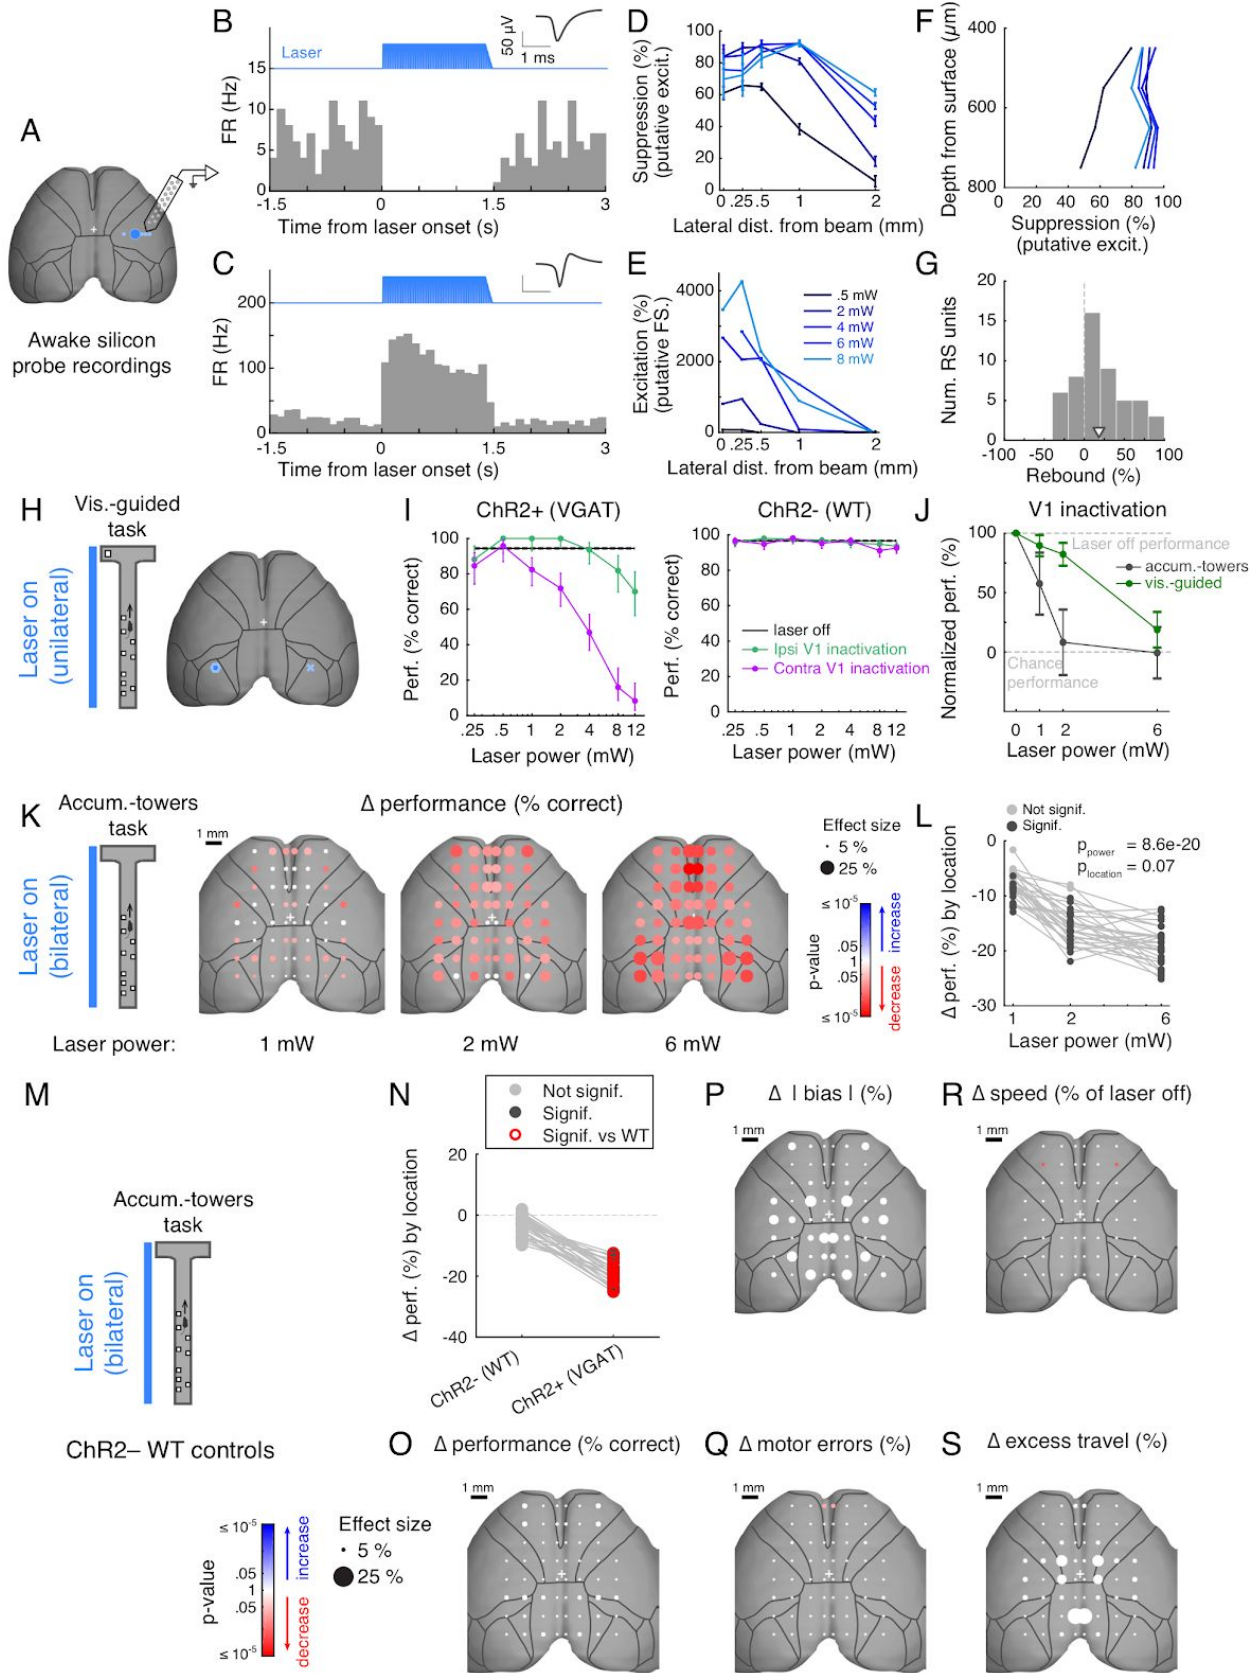 A
Awake silicon
probe recordings
B
Laser
50 µV
1 ms
FR (Hz)
15
10
5
0
-1.5 0 1.5 3
Time from laser onset (s)
C
FR (Hz)
200
100
0
-1.5 0 1.5 3
Time from laser onset (s)
D
Suppression (%)
(putative excit.)
100
80
60
40
20
0
0 .25 .5 1 2
Lateral dist. from beam (mm)
E
Excitation (%)
(putative FS.)
4000
2000
0
.5 mW
2 mW
4 mW
6 mW
8 mW
0 .25 .5 1 2
Lateral dist. from beam (mm)
F
Depth from surface (µm)
400
600
800
0 20 40 60 80 100
Suppression (%)
(putative excit.)
G
Num. RS units
20
15
10
5
0
-100 -50 0 50 100
Rebound (%)
H
Vis.-guided
task
Laser on
(unilateral)
I
ChR2+ (VGAT)
Perf. (% correct)
100
80
60
40
20
0
.25 .5 1 2 4 8 12
Laser power (mW)
ChR2- (WT)
Perf. (% correct)
100
80
60
40
20
0
laser off
Ipsi V1 inactivation
Contra V1 inactivation
.25 .5 1 2 4 8 12
Laser power (mW)
J
V1 inactivation
Normalized perf. (%)
100
50
0
Laser off performance
accum.-towers
vis.-guided
Chance
performance
0 1 2 6
Laser power (mW)
K
Accum.-towers
task
Laser on
(bilateral)
Δ performance (% correct)
1 mm
Laser power:
1 mW
2 mW
6 mW
Effect size
5 %
25 %
p-value
≤ 10-5
.05
1
.05
≤ 10-5
increase
decrease
L
Not signif.
Signif.
ppower = 8.6e-20
plocation = 0.07
Δ perf. (%) by location
0
-10
-20
-30
1 2 6
Laser power (mW)
M
Accum.-towers
task
Laser on
(bilateral)
ChR2– WT controls
N
Not signif.
Signif.
Signif. vs WT
Δ perf. (%) by location
20
0
-20
-40
ChR2- (WT)
ChR2+ (VGAT)
P
Δ | bias | (%)
1 mm
R
Δ speed (% of laser off)
1 mm
p-value
≤ 10-5
.05
1
.05
≤ 10-5
increase
decrease
Effect size
5 %
25 %
O
Δ performance (% correct)
1 mm
Q
Δ motor errors (%)
1 mm
S
Δ excess travel (%)
1 mm